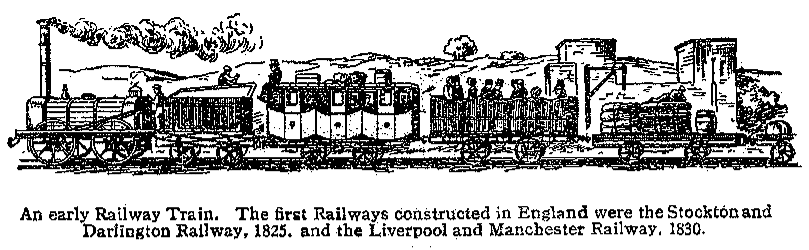 An early Railway Train. The first Railways constructed in England were the Stockton and
Darlington Railway, 1825, and the Liverpool and Manchester Railway, 1830.